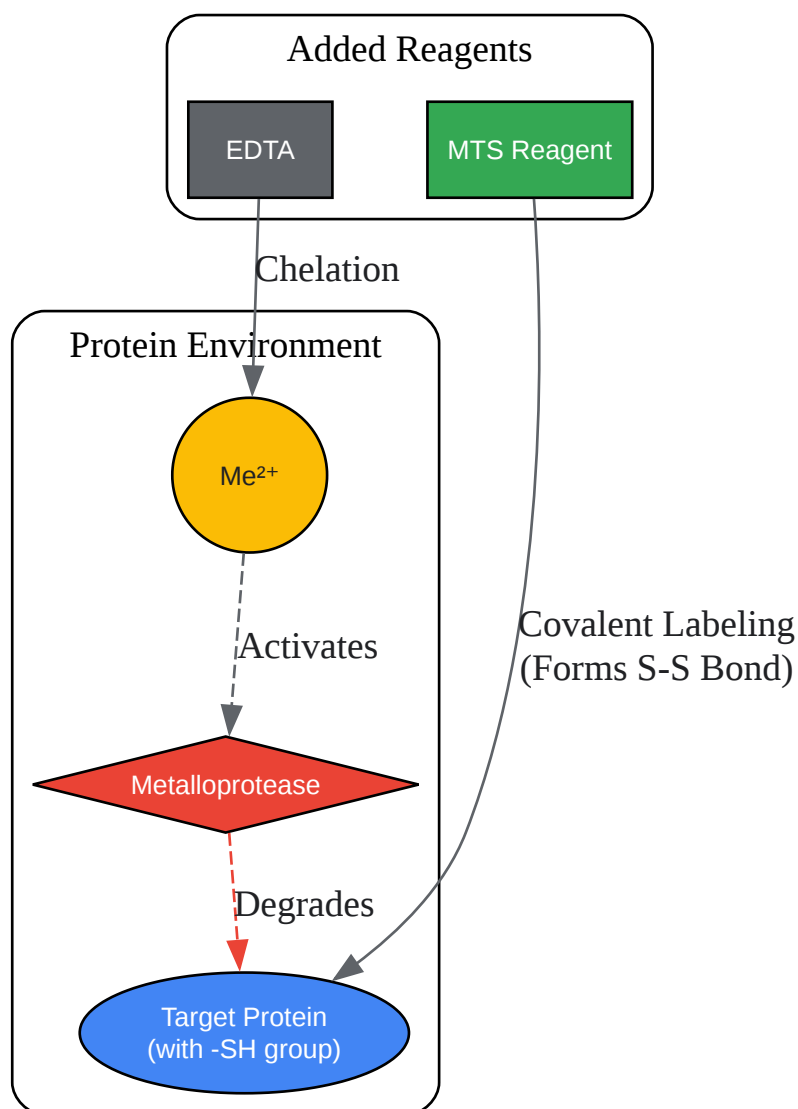 Added Reagents
EDTA
MTS Reagent
Chelation
Protein Environment
Me²⁺
Covalent Labeling
(Forms S-S Bond)
Activates
Metalloprotease
Degrades
Target Protein
(with -SH group)